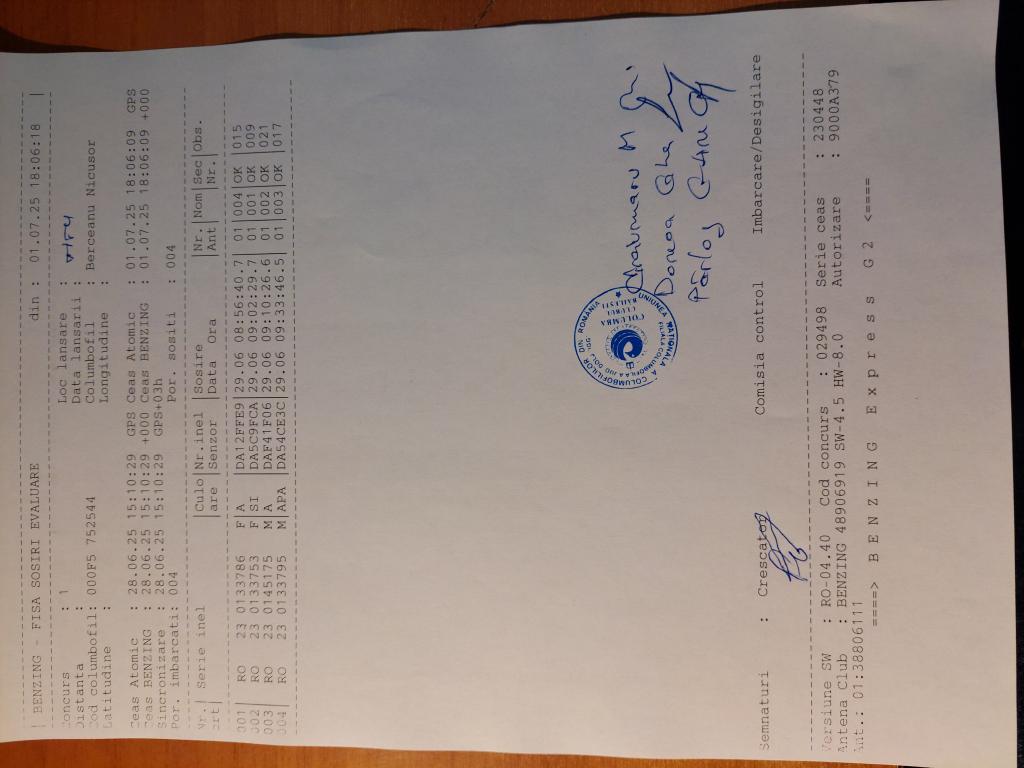 | BENZING - FISA SOSIRI EVALUARE din : 01.07.25 18:06:18 |
Concurs : 1 Loc lansare :
Distanta : Data lansarii :
Cod columbofil: 000F5 752544 Columbofil : Berceanu Nicusor
Latitudine : Longitudine :
Ceas Atomic : 28.06.25 15:10:29 GPS Ceas Atomic : 01.07.25 18:06:09 GPS
Ceas BENZING : 28.06.25 15:10:29 +000 Ceas BENZING : 01.07.25 18:06:09 +000
Sincronizare : 28.06.25 15:10:29 GPS+03h
Por. imbarcati: 004 Por. sositi : 004
Nr.| Serie inel |Culo|Nr.inel |Sosire |Nr.|Nom|Sec|Obs.
crt| |are |Senzor |Data Ora |Ant|Nr.|
001 RO 23 0133786 F|A |DA12FFE9|29.06 08:56:40.7| 01|004|OK |015
002 RO 23 0133753 F|SI |DA5C9FCA|29.06 09:02:29.7| 01|001|OK |009
003 RO 23 0145175 M|A |DAF41F06|29.06 09:10:26.6| 01|002|OK |021
004| RO 23 0133795 M|APA |DA54CE3C|29.06 09:33:46.5| 01|003|OK |017
UNIUNEA NATIONALA "A" COLUMBOFILILOR DIN ROMANIA
FILIALA COLUMBOFILA A JUD DOLJ
CLUBUL
COLUMBA
BAILESTI
Semnaturi : Crescator Comisia control Imbarcare/Desigilare
Versiune SW : RO-04.40 Cod concurs : 029498 Serie ceas : 230448
Antena Club : BENZING 48906919 SW-4.5 HW-8.0 Autorizare : 9000A379
Ant.: 01:38806111
====> B E N Z I N G E x p r e s s G 2 <====